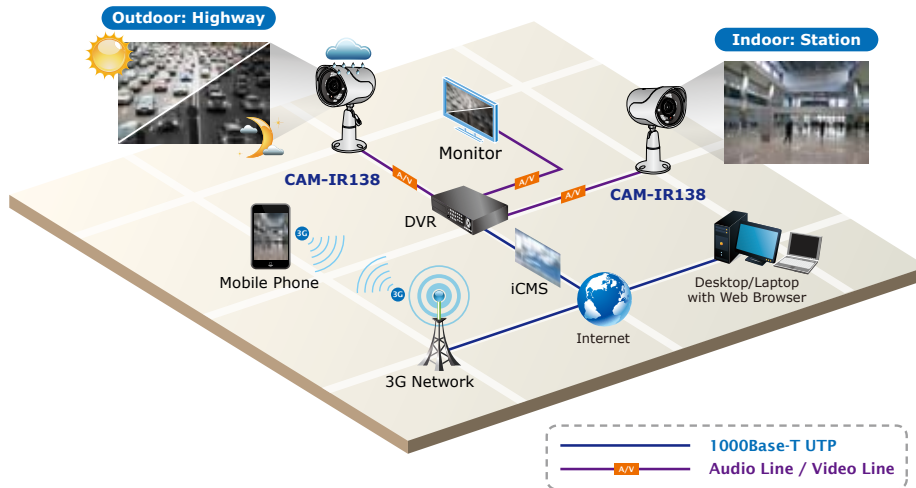 Outdoor: Highway
Indoor: Station
Monitor
CAM-IR138
A/V
A/V
A/V
CAM-IR138
DVR
3G
Mobile Phone
3G
iCMS
Desktop/Laptop
with Web Browser
Internet
3G Network
1000Base-T UTP
A/V
Audio Line / Video Line